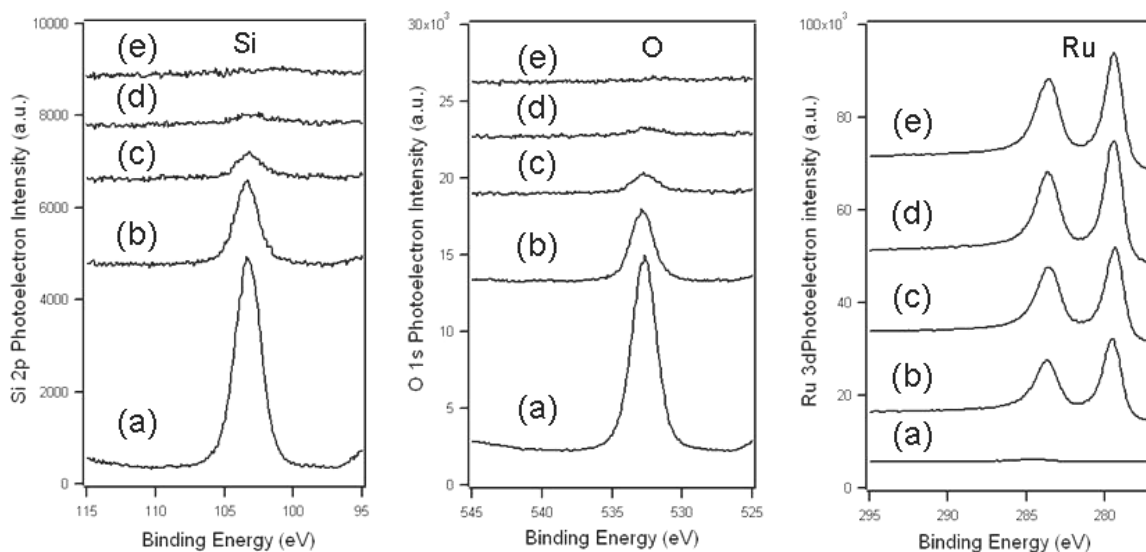 10000
8000
6000
4000
2000
0
Si 2p Photoelectron Intensity (a.u.)
(e)
Si
(d)
(c)
(b)
(a)
115
110
105
100
95
Binding Energy (eV)
30x10³
25
20
15
10
5
0
O 1s Photoelectron Intensity (a.u.)
(e)
O
(d)
(c)
(b)
(a)
545
540
535
530
525
Binding Energy (eV)
100x10³
80
60
40
20
0
Ru 3dPhotoelectron intensity (a.u.)
Ru
(e)
(d)
(c)
(b)
(a)
295
290
285
280
Binding Energy (eV)